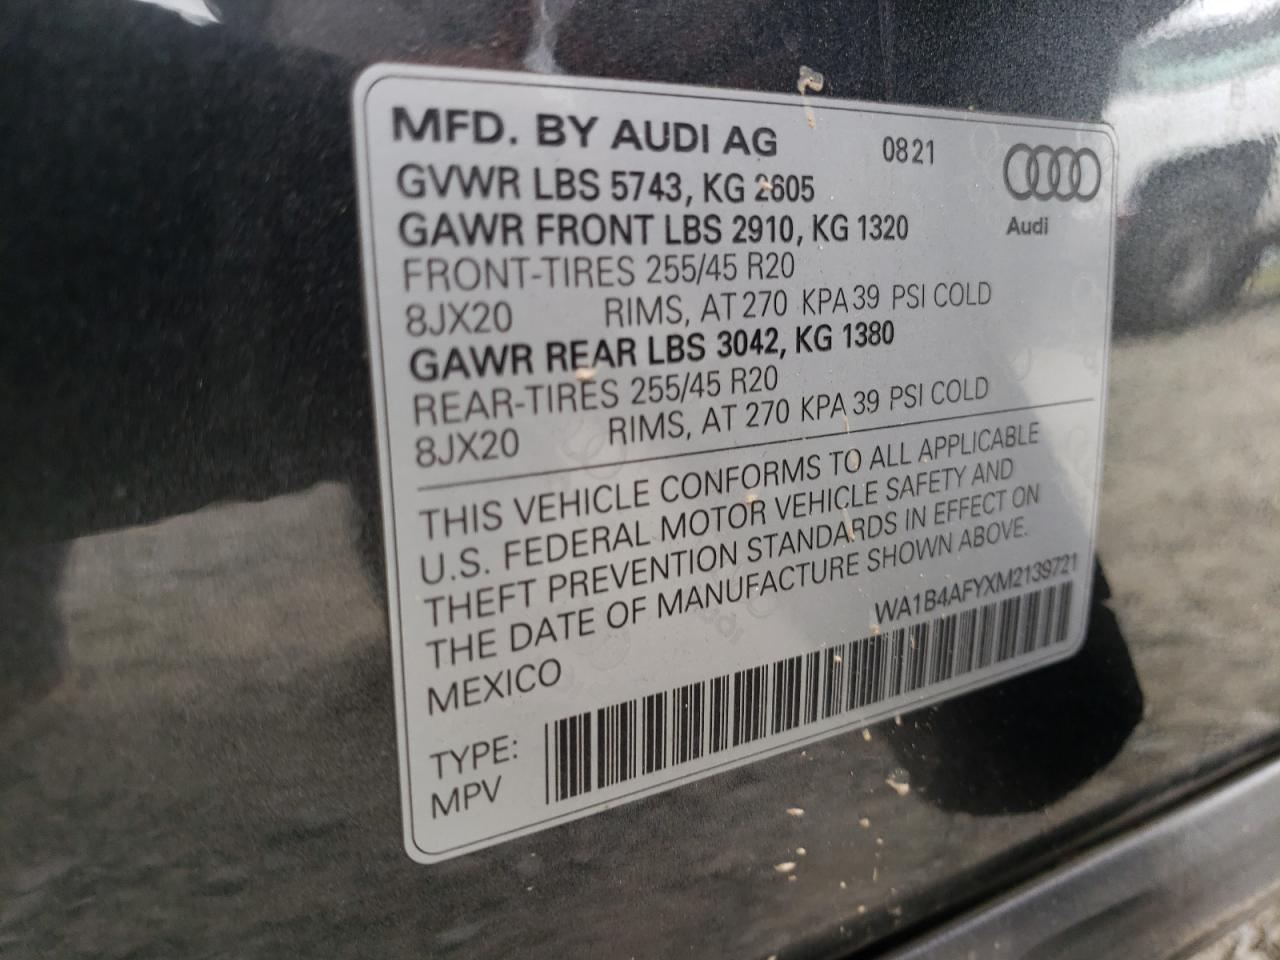 MFD. BY AUDI AG 0821
GVWR LBS 5743, KG 2605
GAWR FRONT LBS 2910, KG 1320
Audi
FRONT-TIRES 255/45 R20
8JX20 RIMS, AT 270 KPA 39 PSI COLD
GAWR REAR LBS 3042, KG 1380
REAR-TIRES 255/45 R20
8JX20 RIMS, AT 270 KPA 39 PSI COLD
THIS VEHICLE CONFORMS TO ALL APPLICABLE
U.S. FEDERAL MOTOR VEHICLE SAFETY AND
THEFT PREVENTION STANDARDS IN EFFECT ON
THE DATE OF MANUFACTURE SHOWN ABOVE.
MEXICO
WA1B4AFYXM2139721
TYPE:
MPV